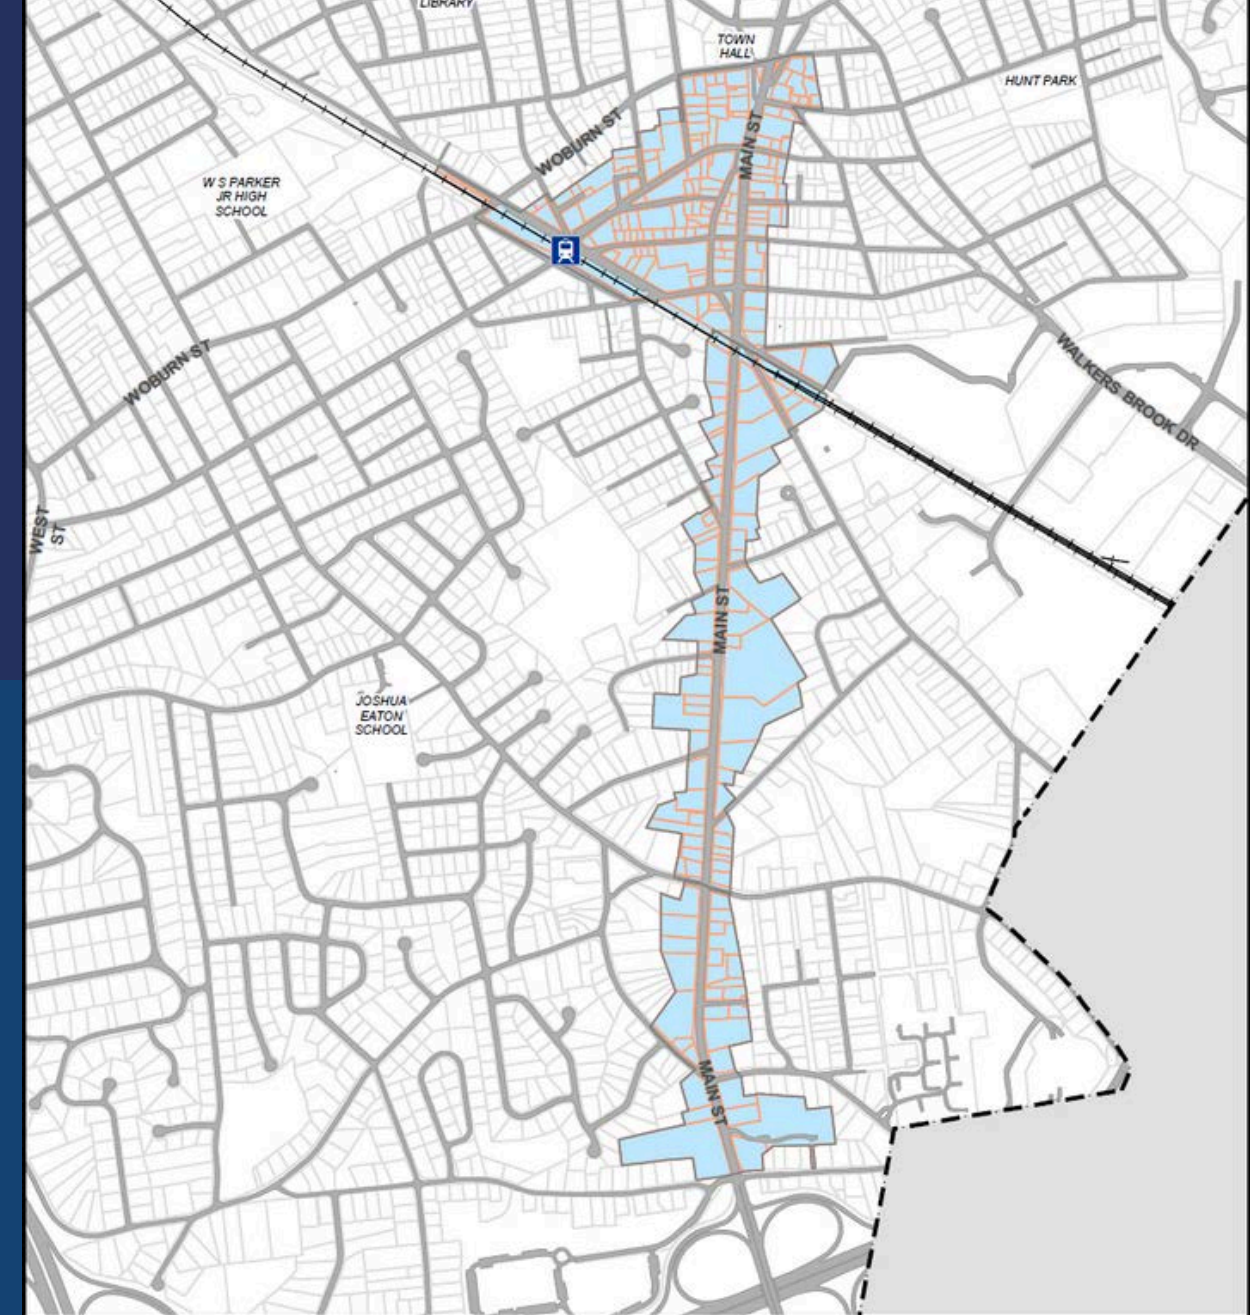 LIBRARY
TOWN
HALL
HUNT PARK
WOBURN ST
MAIN ST
W S PARKER
JR HIGH
SCHOOL
WOBURN ST
WALKERS BROOK DR
WEST
ST
MAIN ST
JOSHUA
EATON
SCHOOL
MAIN ST